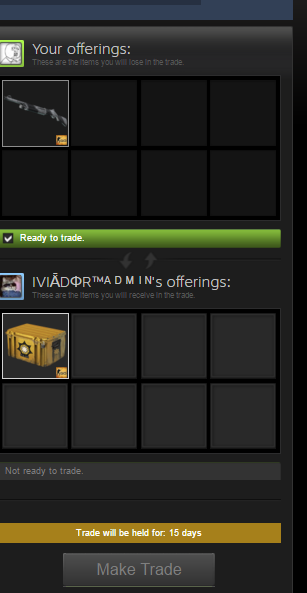 Your offerings:
These are the items you will lose in the trade.
Ready to trade.
IVIĀDФR™ᴬ ᴰ ᴹ ᴵ ᴺ's offerings:
These are the items you will receive in the trade.
Not ready to trade.
Trade will be held for: 15 days
Make Trade